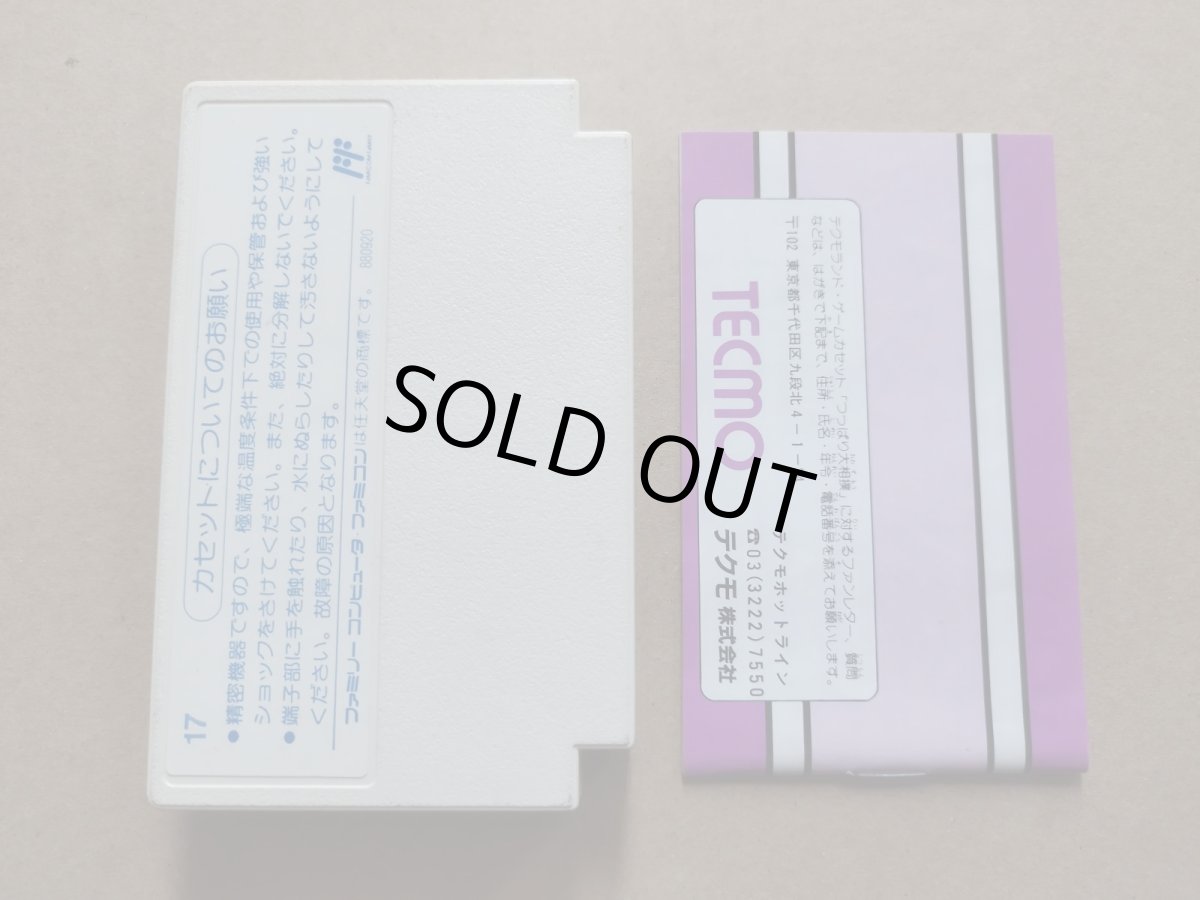 カセットについてのお願い
17
●精密機器ですので、極端な温度条件下での使用や保管および強い
ショックをさけてください。また、絶対に分解しないでください。
●端子部に手を触れたり、水にぬらしたりして汚さないようにして
ください。故障の原因となります。
ファミリーコンピュータ ファミコンは任天堂の商標です。 880920
テクモランド・ゲームカセット「つっぱり大相撲」に対するファンレター、質問
などは、はがきで下記まで、住所・氏名・年令・電話番号を添えてお願いします。
〒102 東京都千代田区九段北4-1-
テクモホットライン
☎03(3222)7550
TECMO テクモ株式会社
SOLD OUT